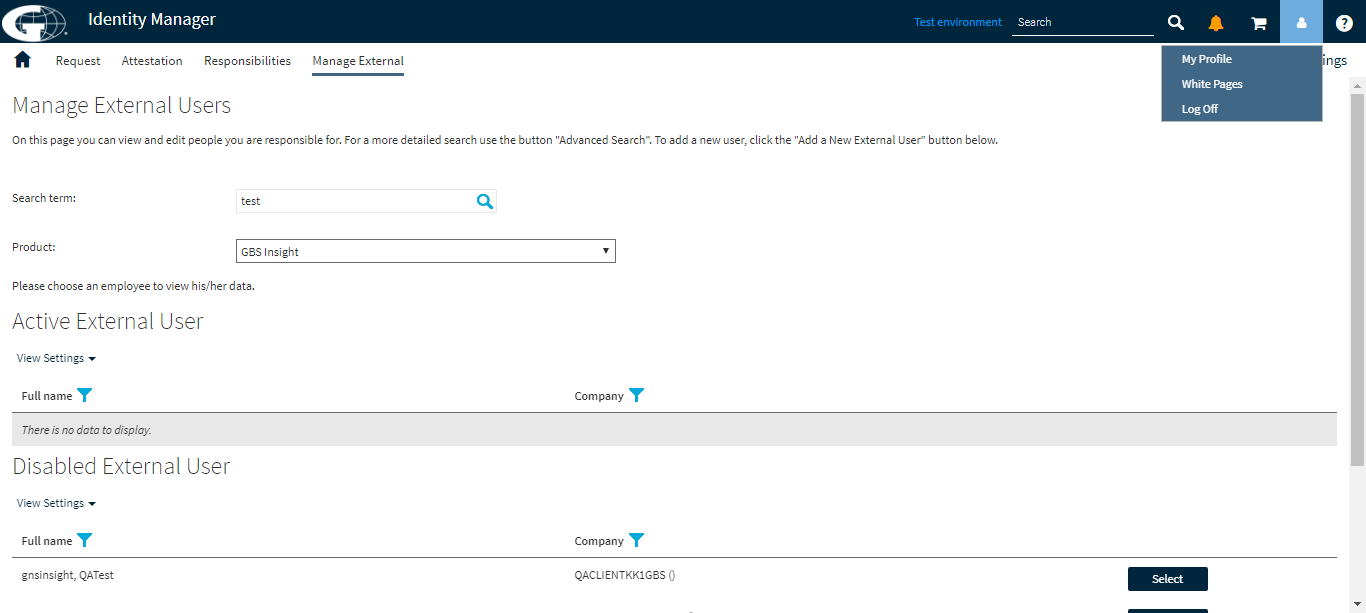 Identity Manager
Test environment
Search
?
Request
Attestation
Responsibilities
Manage External
ings
My Profile
White Pages
Log Off
Manage External Users
On this page you can view and edit people you are responsible for. For a more detailed search use the button "Advanced Search". To add a new user, click the "Add a New External User" button below.
Search term:
test
Product:
GBS Insight
Please choose an employee to view his/her data.
Active External User
View Settings
Full name
Company
There is no data to display.
Disabled External User
View Settings
Full name
Company
gnsinsight, QATest
QACLIENTKK1GBS ()
Select